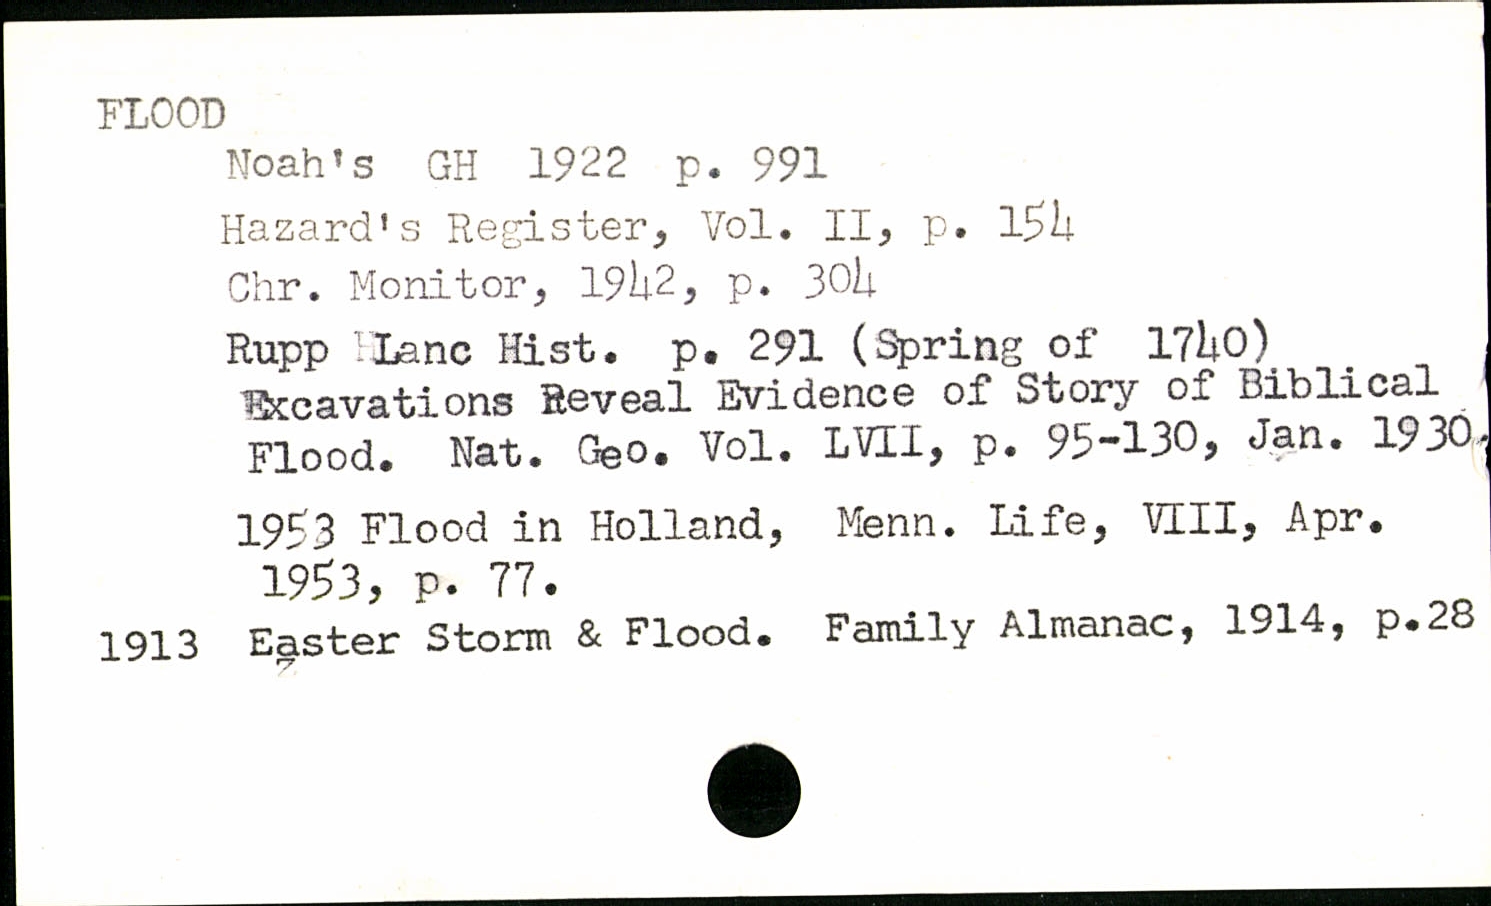 FLOOD
Noah's GH 1922 p. 991
Hazard's Register, Vol. II, p. 154
Chr. Monitor, 1942, p. 304
Rupp Lanc Hist. p. 291 (Spring of 1740)
Excavations Reveal Evidence of Story of Biblical
Flood. Nat. Geo. Vol. LVII, p. 95-130, Jan. 1930.
1953 Flood in Holland, Menn. Life, VIII, Apr.
1953, p. 77.
1913 Easter Storm & Flood. Family Almanac, 1914, p.28